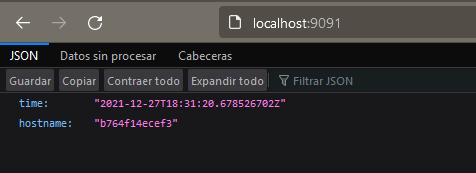 localhost:9091
JSON Datos sin procesar Cabeceras
Guardar Copiar Contraer todo Expandir todo Filtrar JSON
time: "2021-12-27T18:31:20.678526702Z"
hostname: "b764f14ecef3"